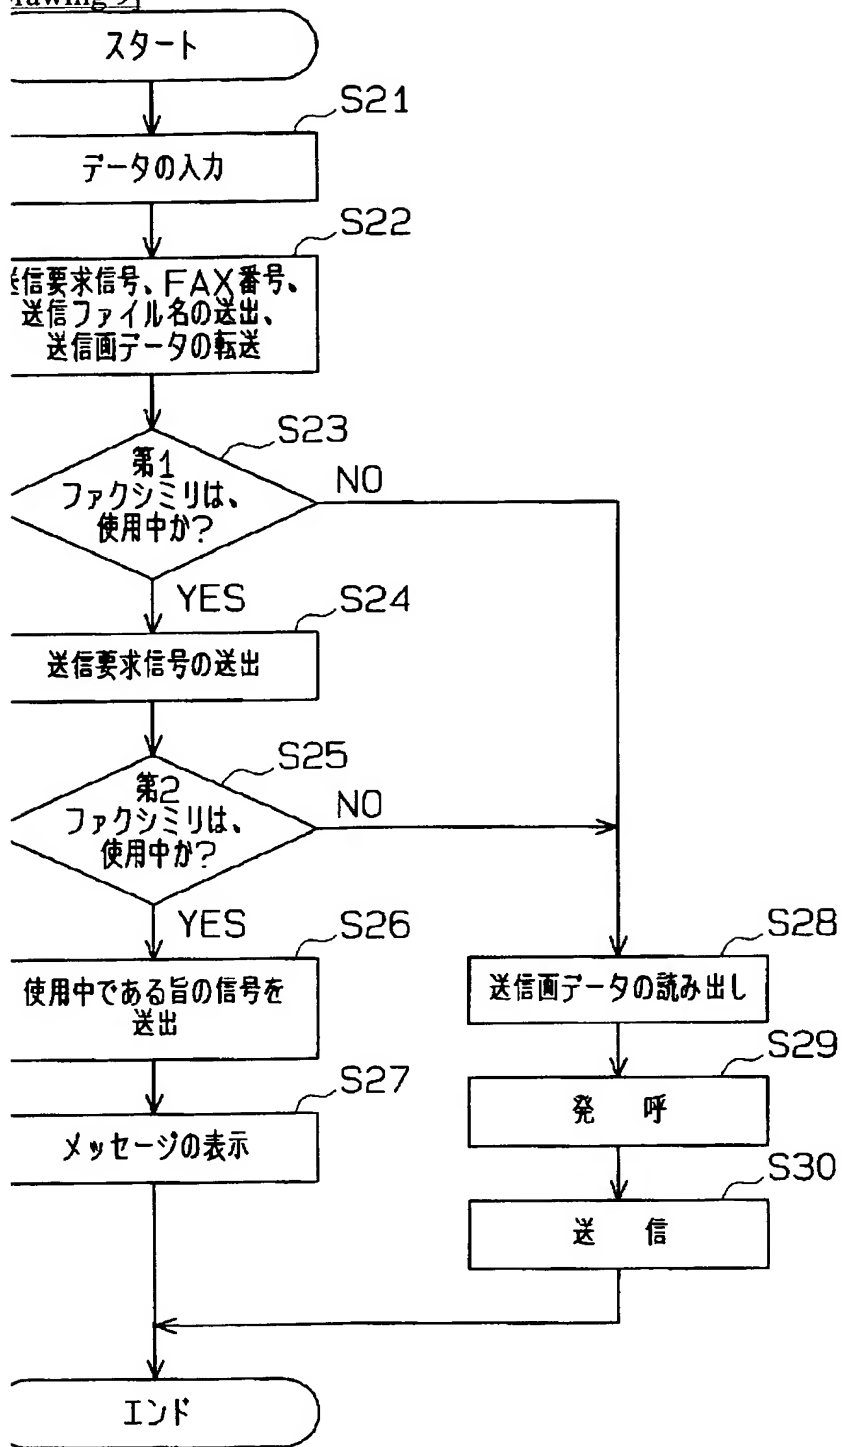 スタート
S21
データの入力
S22
送信要求信号、FAX番号、
送信ファイル名の送出、
送信画データの転送
S23
第1
ファクシミリは、
使用中か?
NO
YES
S24
送信要求信号の送出
S25
第2
ファクシミリは、
使用中か?
NO
YES
S26
使用中である旨の信号を
送出
S27
メッセージの表示
S28
送信画データの読み出し
S29
発 呼
S30
送 信
エンド